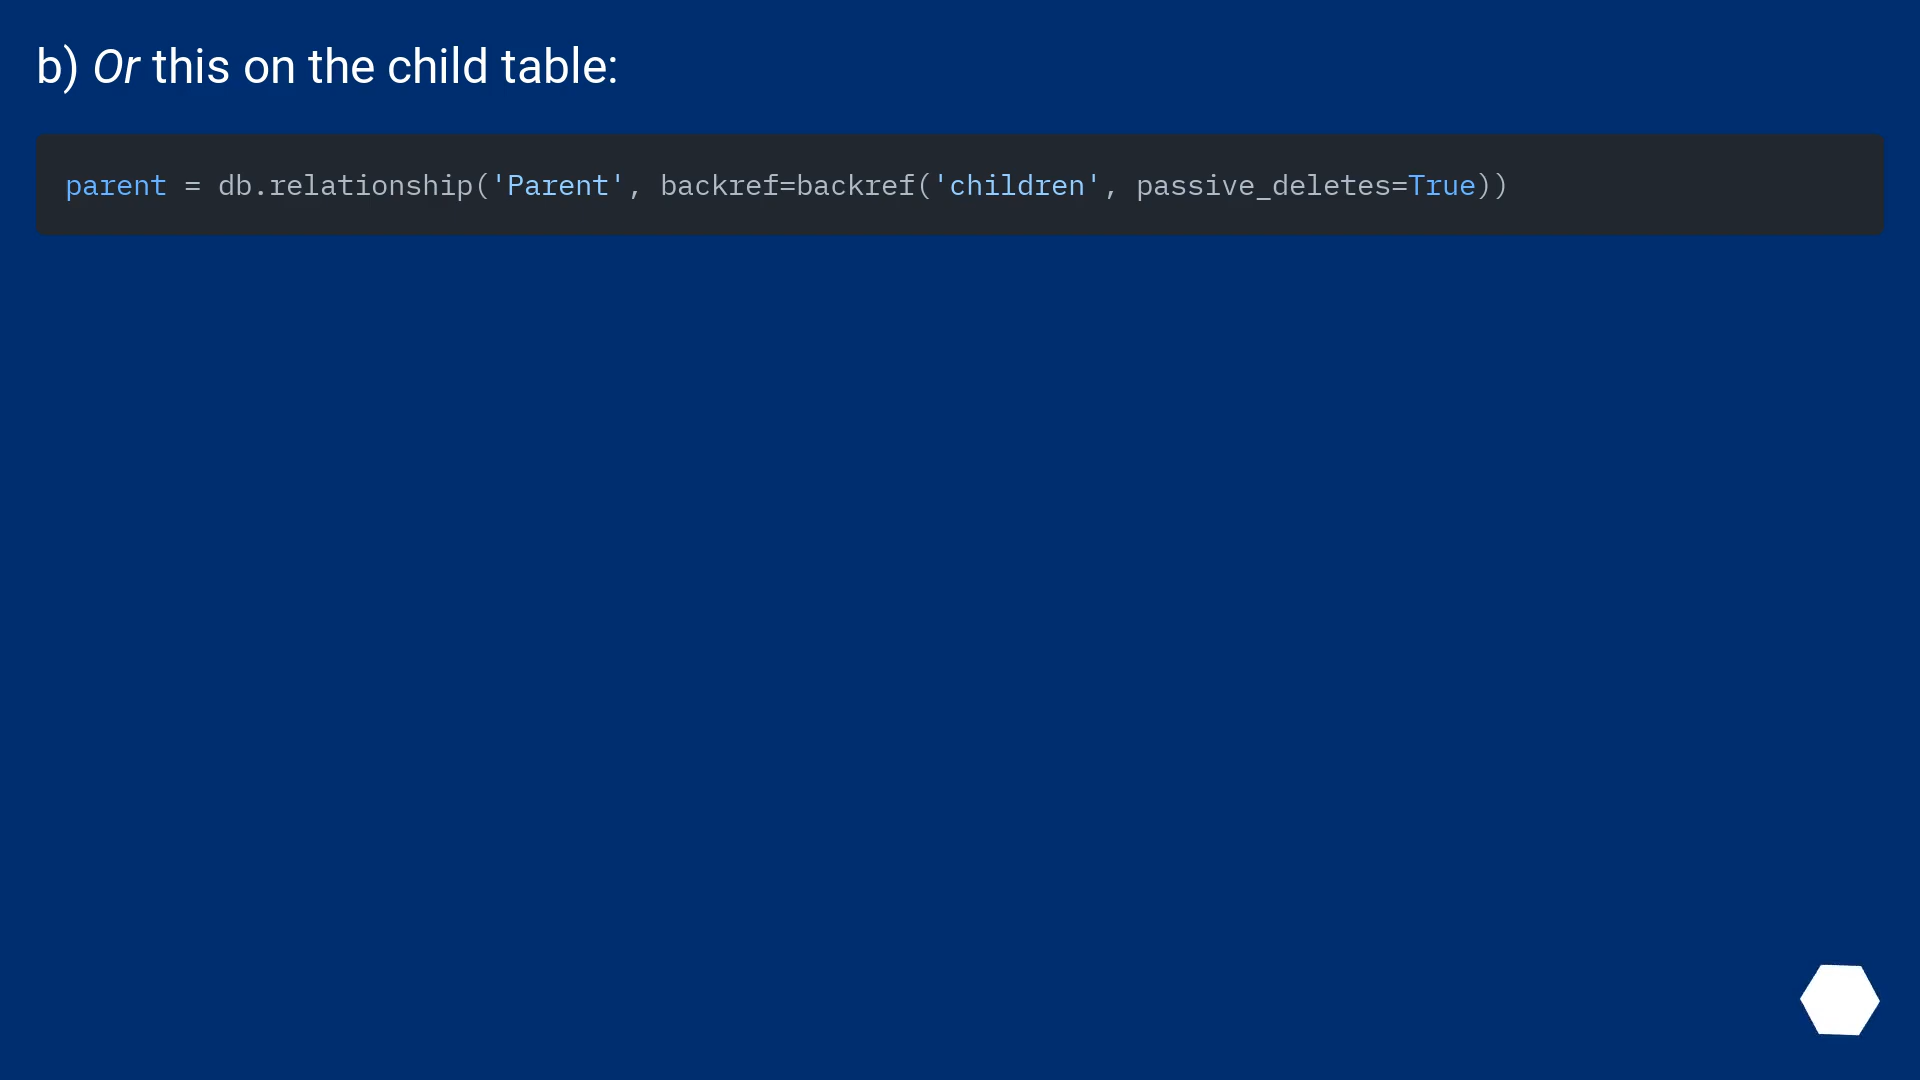 b) Or this on the child table:
parent = db.relationship('Parent', backref=backref('children', passive_deletes=True))